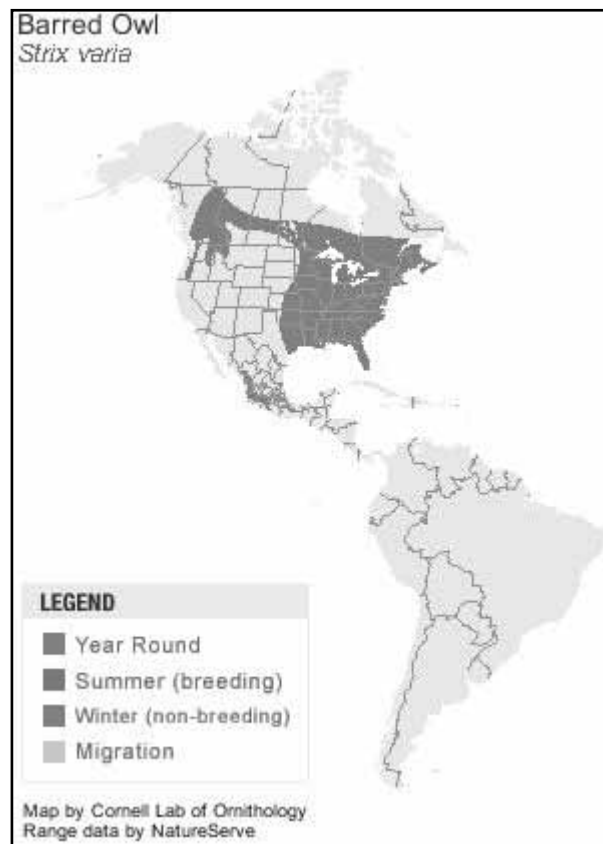 Barred Owl
Strix varia
LEGEND
Year Round
Summer (breeding)
Winter (non-breeding)
Migration
Map by Cornell Lab of Ornithology
Range data by NatureServe